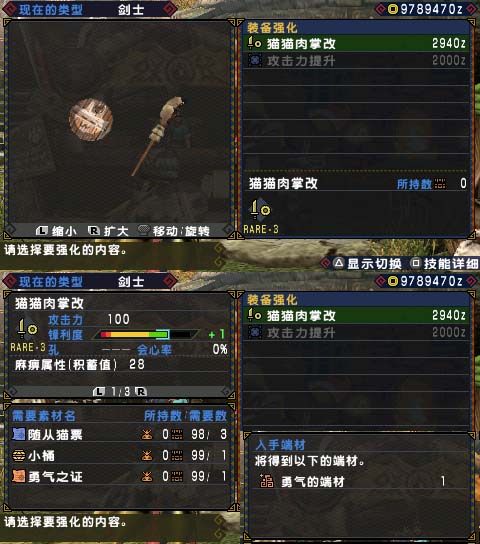 现在的类型 剑士
9789470z
装备强化
猫猫肉掌改 2940z
攻击力提升 2000z
猫猫肉掌改 所持数 0
RARE-3
L 缩小 R 扩大 移动/旋转
请选择要强化的内容。
△显示切换 □技能详细
现在的类型 剑士
9789470z
猫猫肉掌改
攻击力 100
锋利度 +1
RARE-3
孔 --- 会心率 0%
麻痹属性(积蓄值) 28
L 1/3 R
需要素材名 所持数/需要数
随从猫票 0 98/ 3
小桶 0 99/ 1
勇气之证 0 99/ 1
装备强化
猫猫肉掌改 2940z
攻击力提升 2000z
入手端材
将得到以下的端材。
勇气的端材 1
请选择要强化的内容。